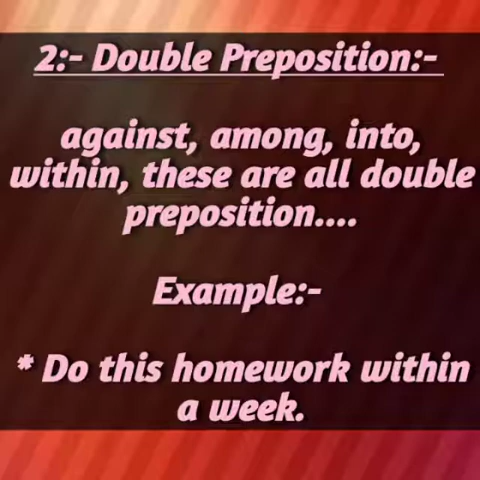 2:- Double Preposition:-
against, among, into,
within, these are all double
preposition....
Example:-
* Do this homework within
a week.